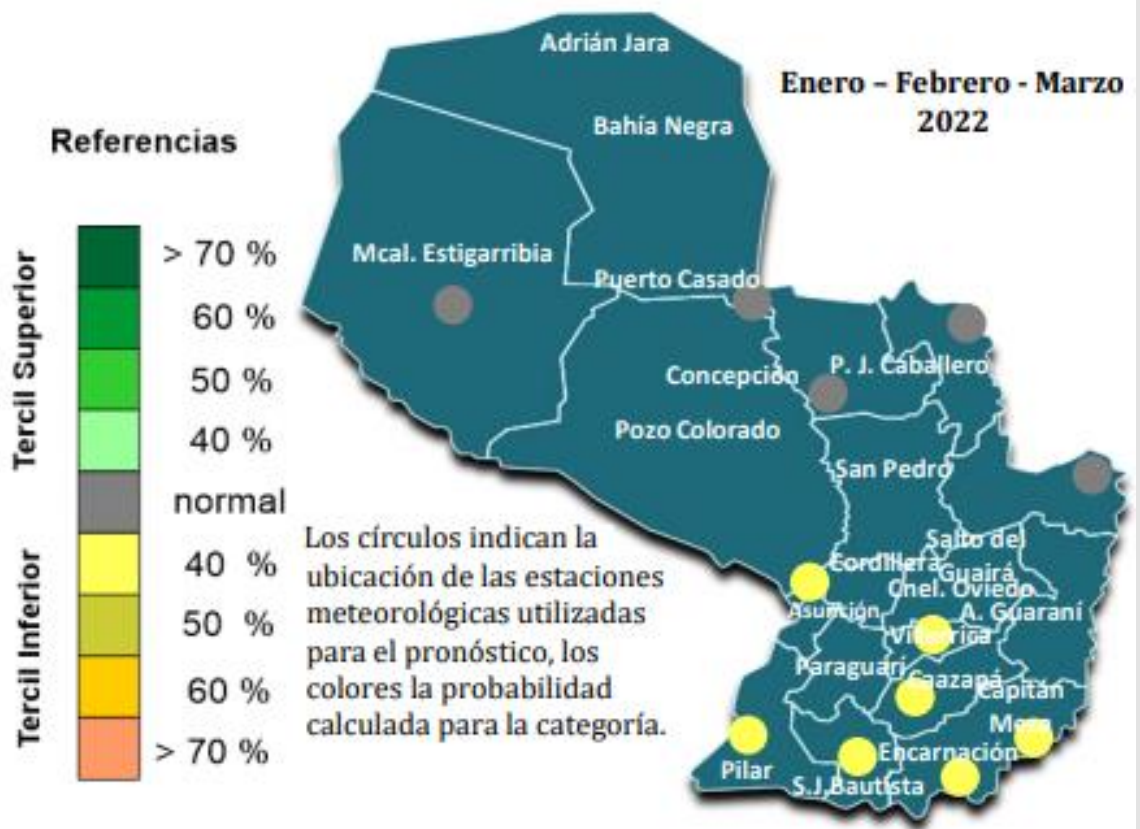 Enero – Febrero - Marzo
2022
Referencias
Tercil Superior
> 70 %
60 %
50 %
40 %
normal
Tercil Inferior
40 %
50 %
60 %
> 70 %
Los círculos indican la
ubicación de las estaciones
meteorológicas utilizadas
para el pronóstico, los
colores la probabilidad
calculada para la categoría.
Adrián Jara
Bahía Negra
Mcal. Estigarribia
Puerto Casado
P. J. Caballero
Concepción
Pozo Colorado
San Pedro
Salto del
Guairá
Cordillera
Cnel. Oviedo
Asunción
A. Guaraní
Villarrica
Paraguarí
Caazapá
Capitán
Meza
Encarnación
Pilar
S.J,Bautista